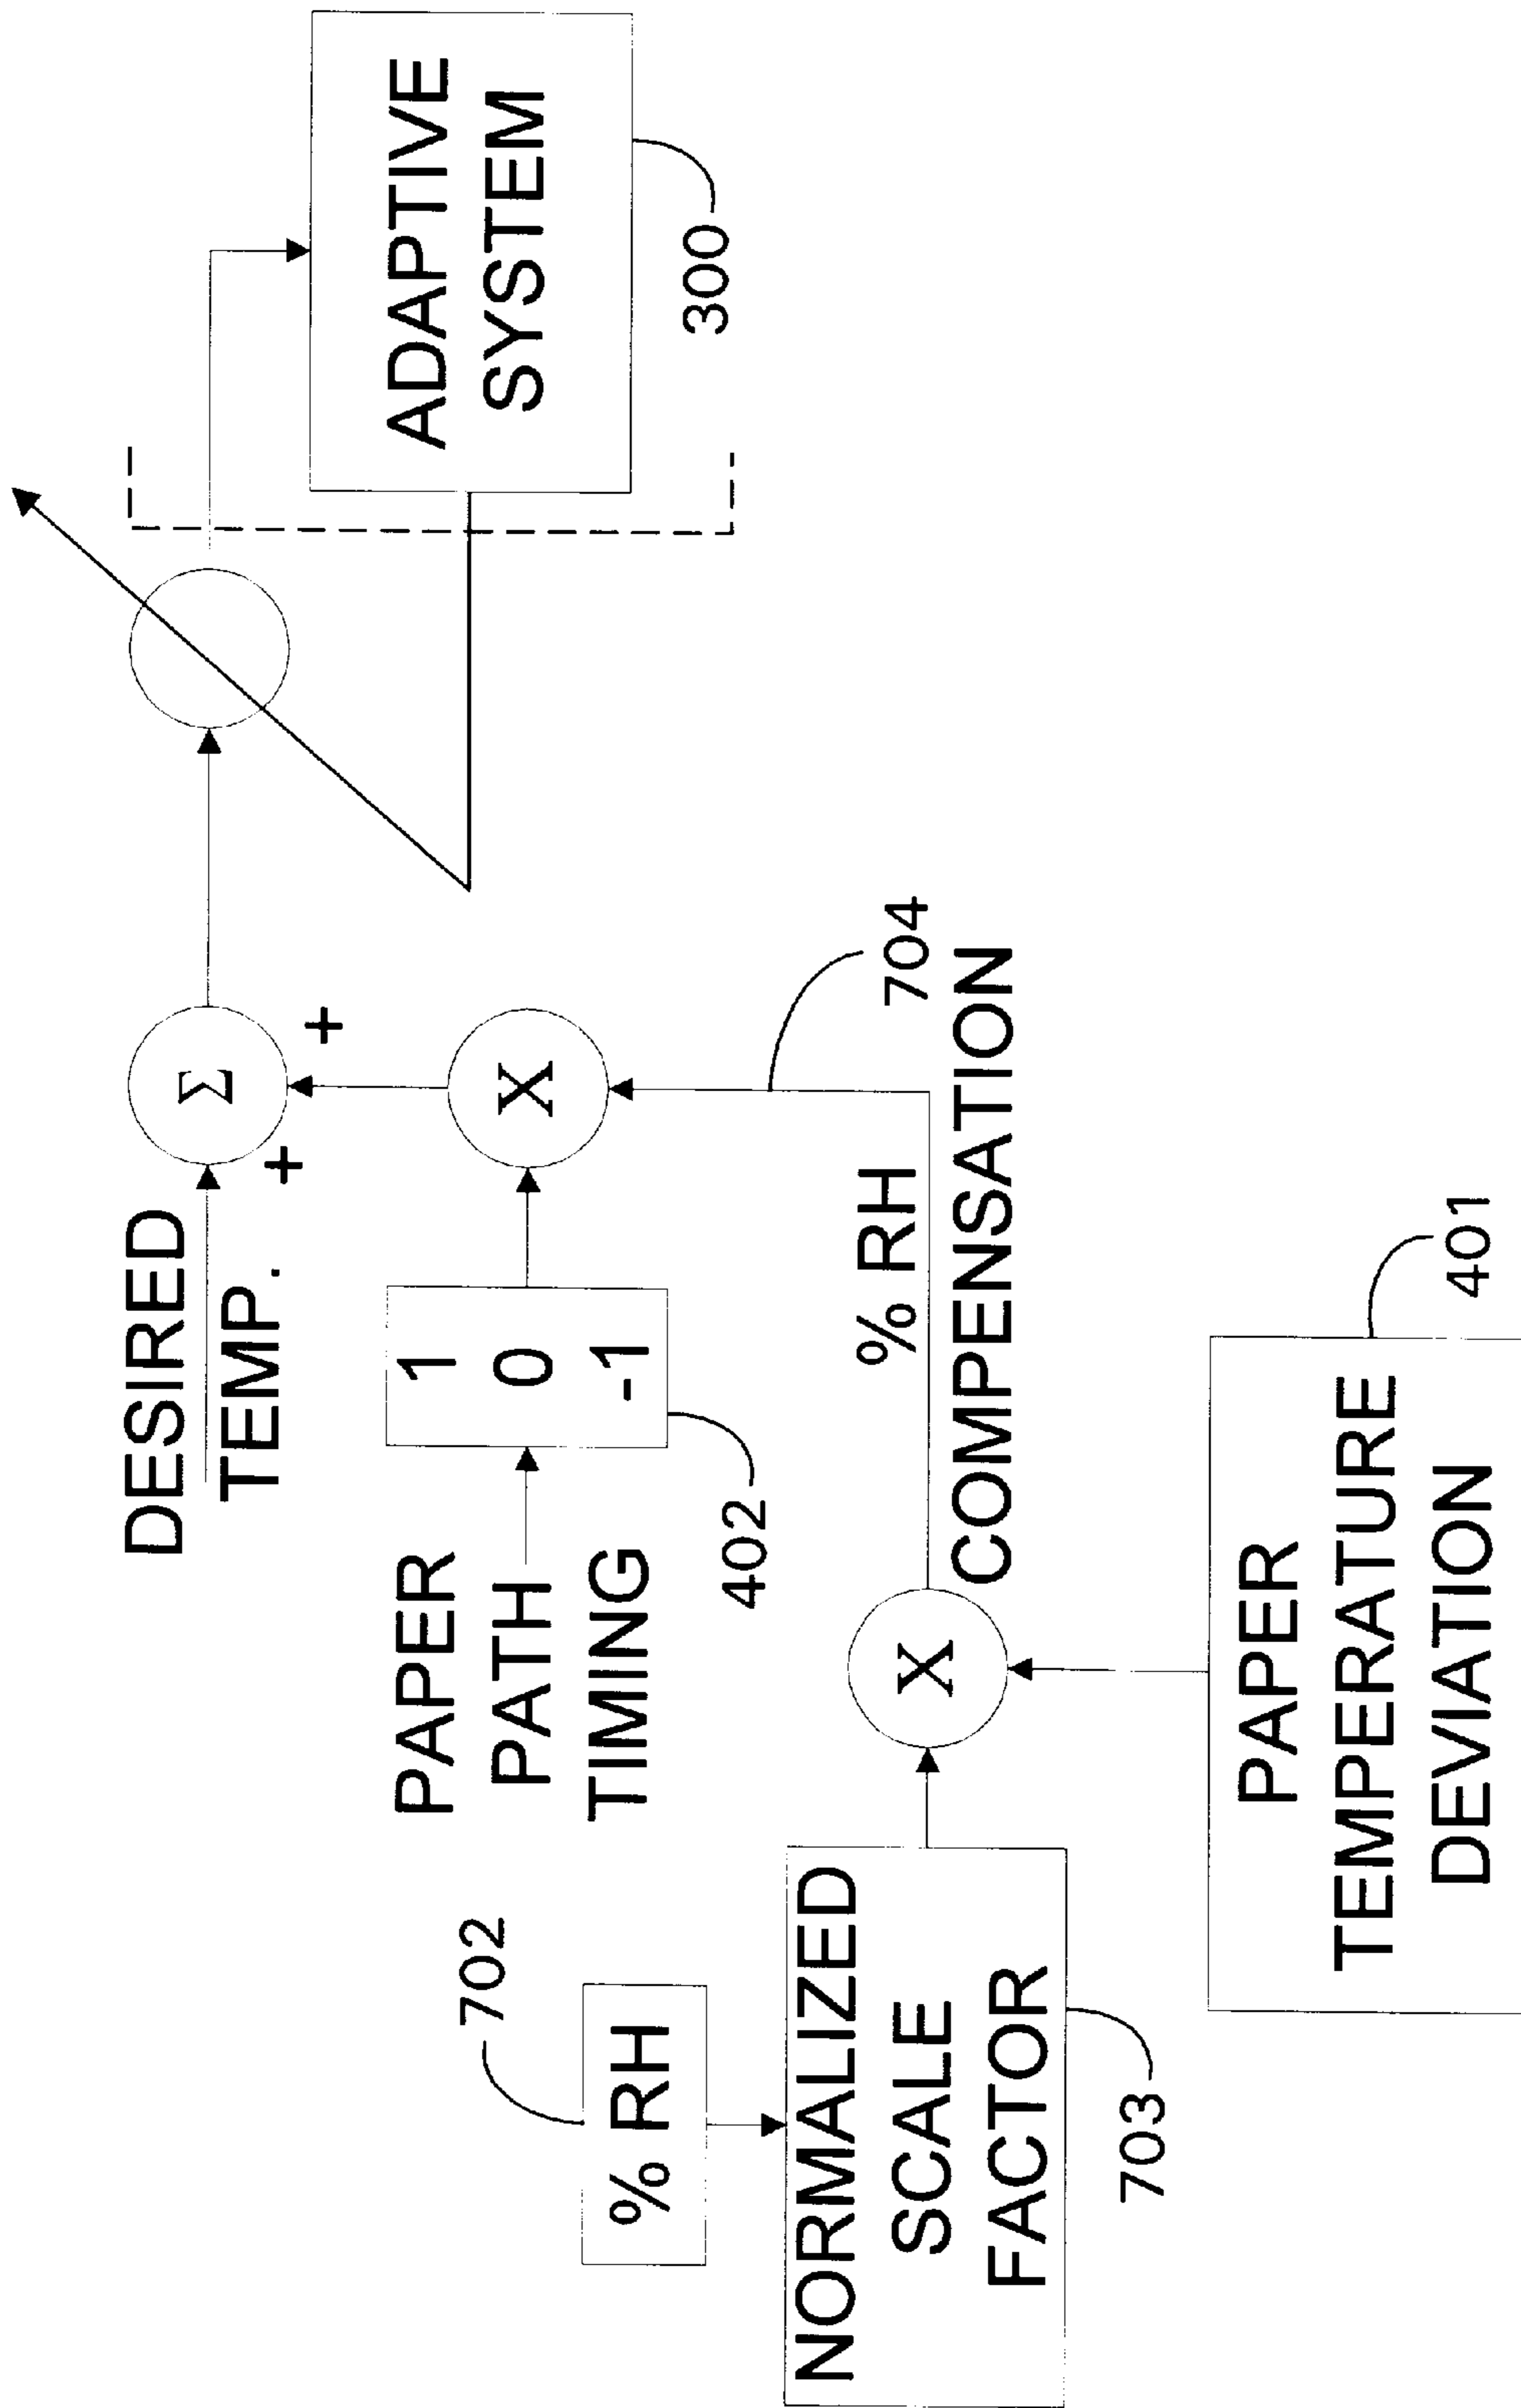 DESIRED
TEMP.
+
Σ
+
ADAPTIVE
SYSTEM
300
PAPER
PATH
TIMING
1
0
-1
402
X
702
% RH
NORMALIZED
SCALE
FACTOR
703
X
% RH
COMPENSATION
704
PAPER
TEMPERATURE
DEVIATION
401